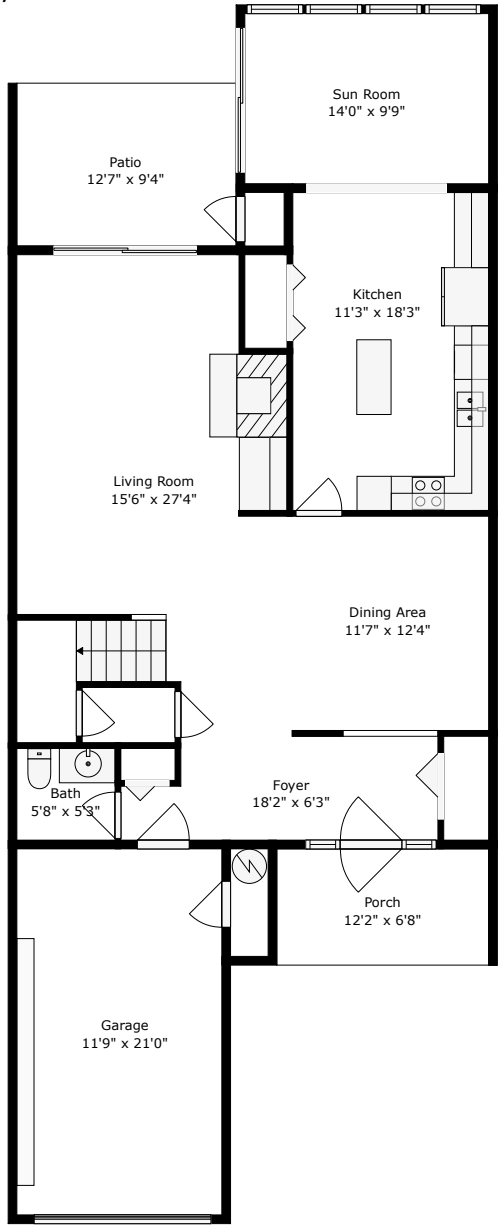 Sun Room
14'0" x 9'9"
Patio
12'7" x 9'4"
Kitchen
11'3" x 18'3"
Living Room
15'6" x 27'4"
Dining Area
11'7" x 12'4"
Foyer
18'2" x 6'3"
Bath
5'8" x 5'3"
Porch
12'2" x 6'8"
Garage
11'9" x 21'0"